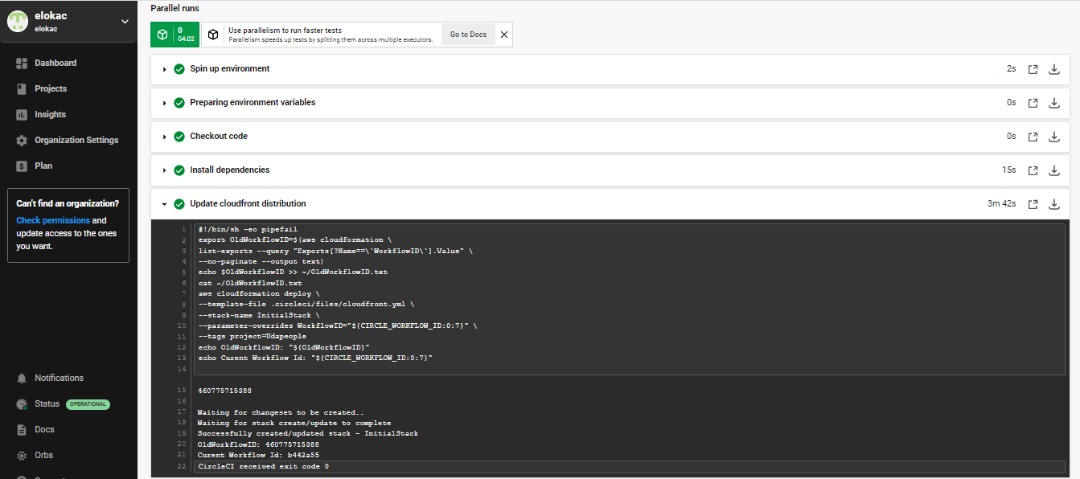 elokac
elokac
Dashboard
Projects
Insights
Organization Settings
Plan
Can't find an organization?
Check permissions and
update access to the ones
you want.
Notifications
Status OPERATIONAL
Docs
Orbs
Parallel runs
0
04:02
Use parallelism to run faster tests
Parallelism speeds up tests by splitting them across multiple executors.
Go to Docs
Spin up environment 2s
Preparing environment variables 0s
Checkout code 0s
Install dependencies 15s
Update cloudfront distribution 3m 42s
1 #!/bin/sh -eo pipefail
2 export OldWorkflowID=$(aws cloudformation \
3 list-exports --query "Exports[?Name==\`WorkflowID\`].Value" \
4 --no-paginate --output text)
5 echo $OldWorkflowID >> ~/OldWorkflowID.txt
6 cat ~/OldWorkflowID.txt
7 aws cloudformation deploy \
8 --template-file .circleci/files/cloudfront.yml \
9 --stack-name InitialStack \
10 --parameter-overrides WorkflowID="${CIRCLE_WORKFLOW_ID:0:7}" \
11 --tags project=Udapeople
12 echo OldWorkflowID: "${OldWorkflowID}"
13 echo Curent Workflow Id: "${CIRCLE_WORKFLOW_ID:0:7}"
14
15 460775715388
16
17 Waiting for changeset to be created..
18 Waiting for stack create/update to complete
19 Successfully created/updated stack - InitialStack
20 OldWorkflowID: 460775715388
21 Curent Workflow Id: b442a55
22 CircleCI received exit code 0